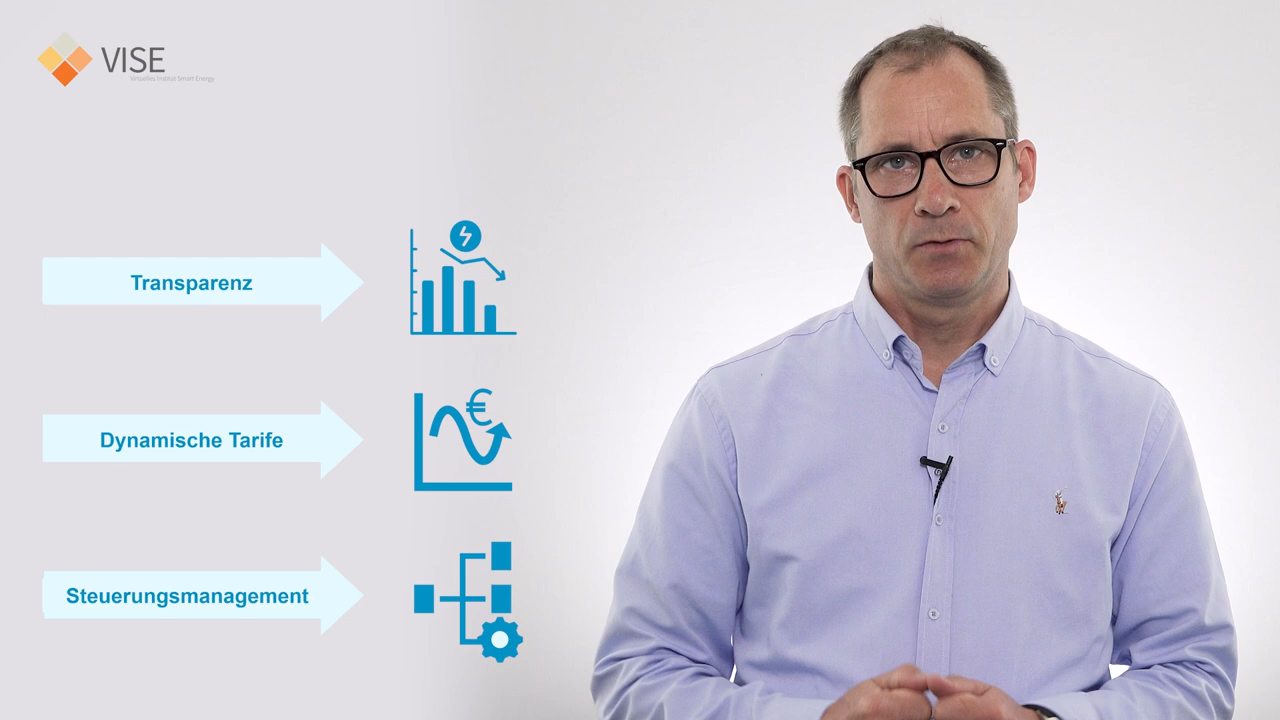 VISE
Virtuelles Institut Smart Energy
Transparenz
€
Dynamische Tarife
Steuerungsmanagement